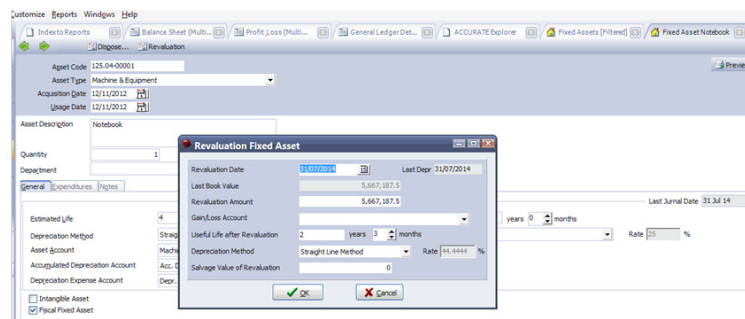 ustomize Reports Windows Help
Index to Reports Balance Sheet (Multi... Profit_Loss (Multi... General Ledger Det... ACCURATE Explorer Fixed Assets [Filtered] Fixed Asset Notebook
Dispose... Revaluation
Asset Code 125.04-00001 Preview
Asset Type Machine & Equipment
Acquisition Date 12/11/2012
Usage Date 12/11/2012
Asset Description Notebook
Quantity 1
Department
General Expenditures Notes
Last Jurnal Date 31 Jul 14
Estimated Life 4 years 0 months
Depreciation Method Straig Rate 25 %
Asset Account Machi
Accumulated Depreciation Account Acc. D
Depreciation Expense Account Depr.
Intangible Asset
Fiscal Fixed Asset
Revaluation Fixed Asset
Revaluation Date 31/07/2014 Last Depr 31/07/2014
Last Book Value 5,667,187.5
Revaluation Amount 5,667,187.5
Gain/Loss Account
Useful Life after Revaluation 2 years 3 months
Depreciation Method Straight Line Method Rate 44.4444 %
Salvage Value of Revaluation 0
OK Cancel